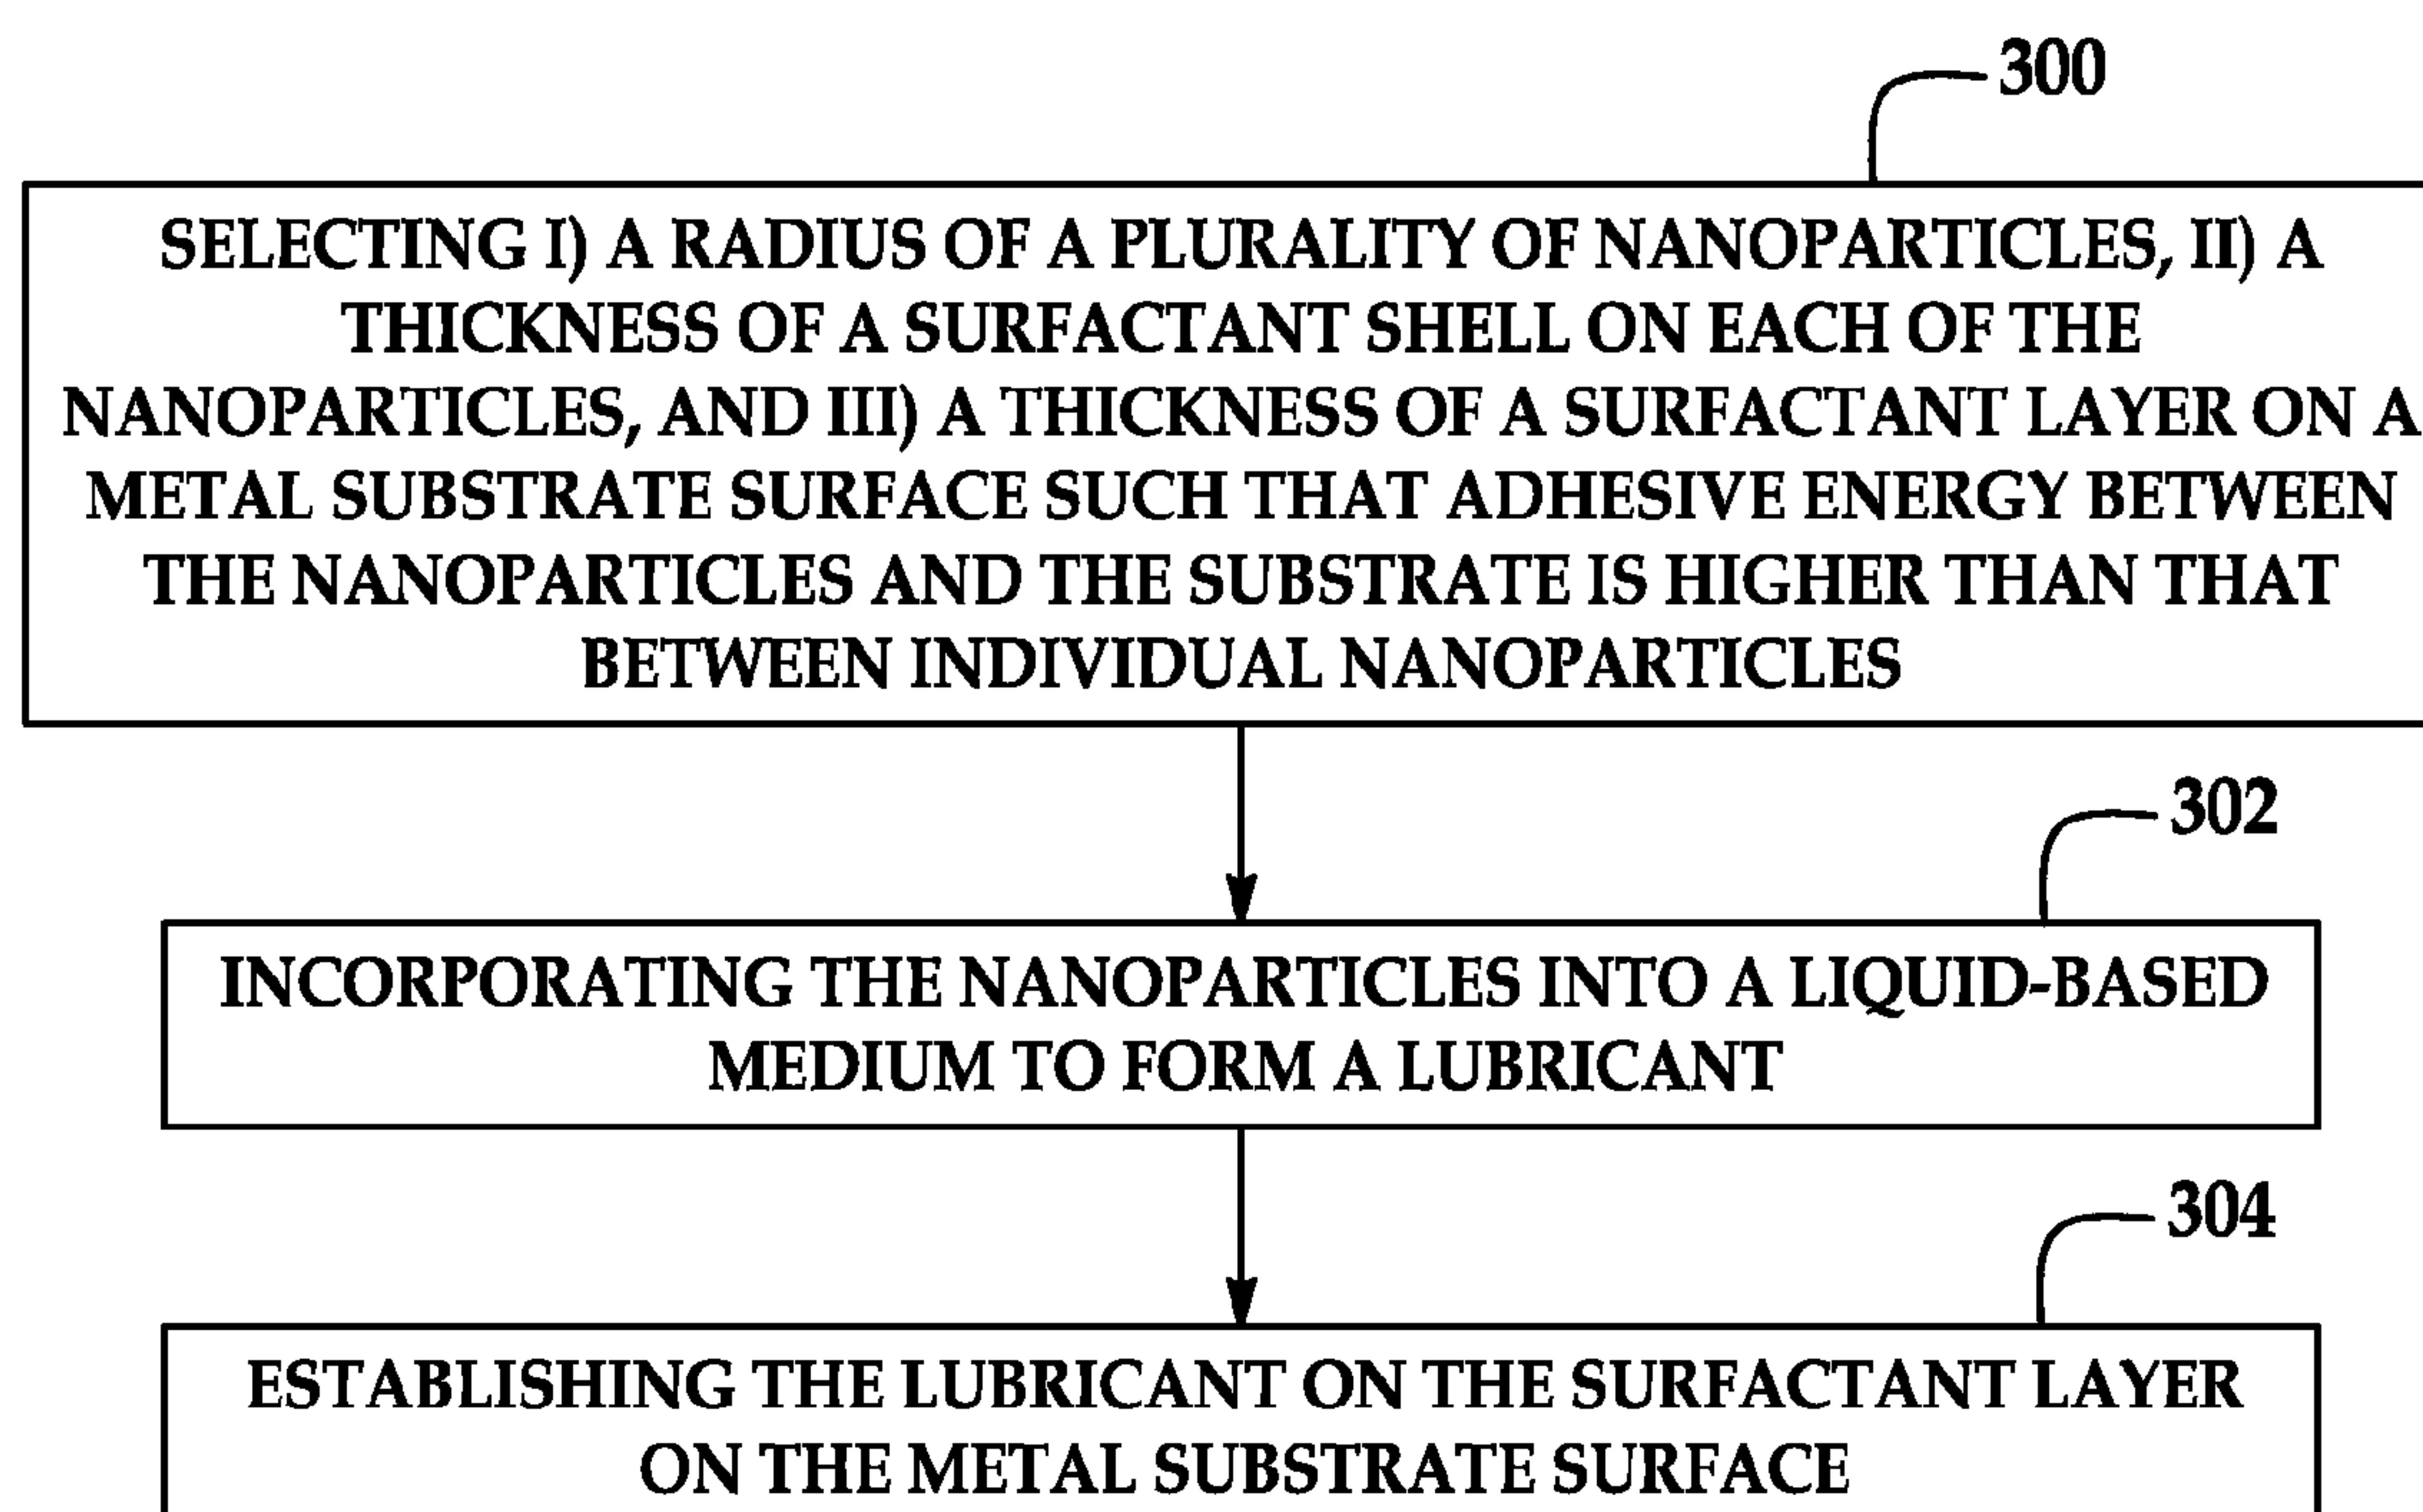 300
SELECTING I) A RADIUS OF A PLURALITY OF NANOPARTICLES, II) A
THICKNESS OF A SURFACTANT SHELL ON EACH OF THE
NANOPARTICLES, AND III) A THICKNESS OF A SURFACTANT LAYER ON A
METAL SUBSTRATE SURFACE SUCH THAT ADHESIVE ENERGY BETWEEN
THE NANOPARTICLES AND THE SUBSTRATE IS HIGHER THAN THAT
BETWEEN INDIVIDUAL NANOPARTICLES
302
INCORPORATING THE NANOPARTICLES INTO A LIQUID-BASED
MEDIUM TO FORM A LUBRICANT
304
ESTABLISHING THE LUBRICANT ON THE SURFACTANT LAYER
ON THE METAL SUBSTRATE SURFACE